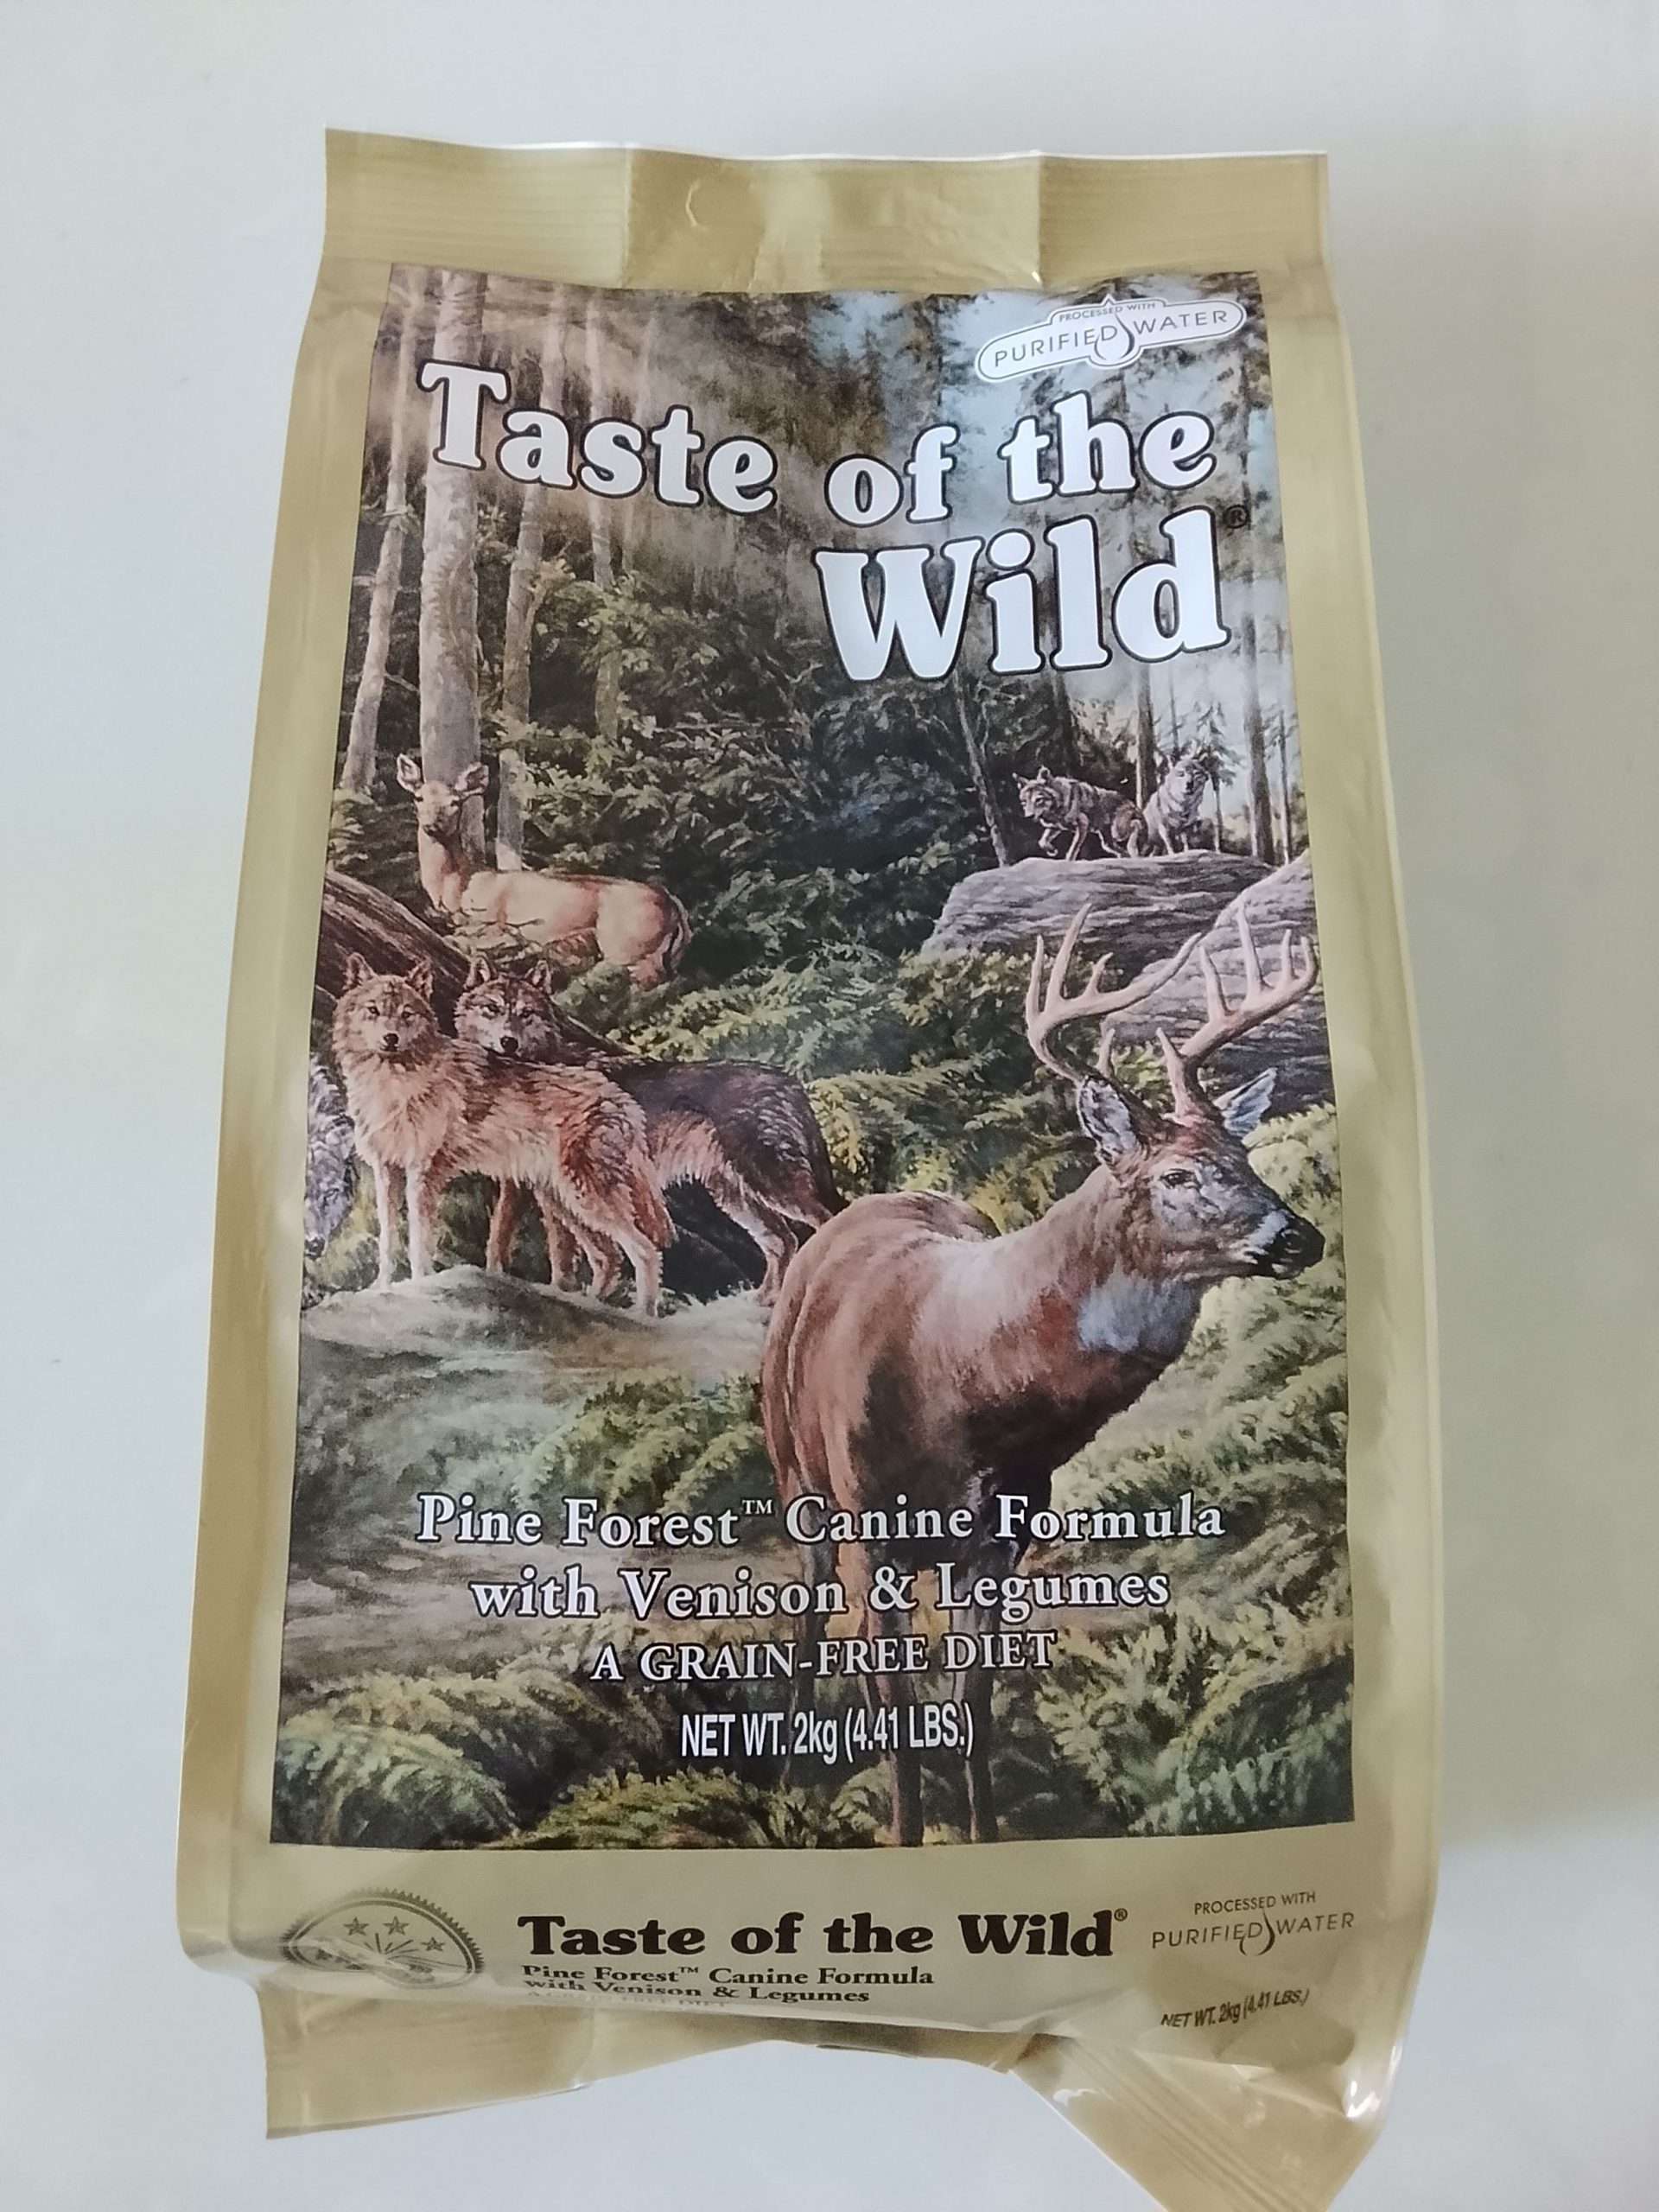 PROCESSED WITH
PURIFIED WATER
Taste of the
Wild®
Pine Forest™ Canine Formula
with Venison & Legumes
A GRAIN-FREE DIET
NET WT. 2kg (4.41 LBS.)
Taste of the Wild®
Pine Forest™ Canine Formula
with Venison & Legumes
PROCESSED WITH
PURIFIED WATER
NET WT. 2kg (4.41 LBS.)